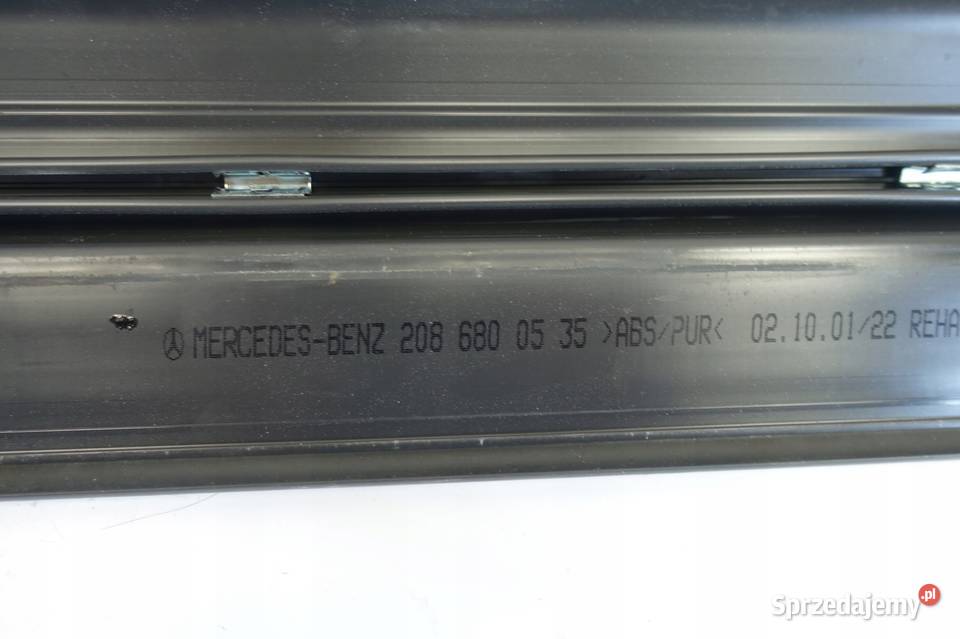 MERCEDES-BENZ 208 680 05 35 >ABS/PUR< 02.10.01/22 REHA
Sprzedajemy.pl